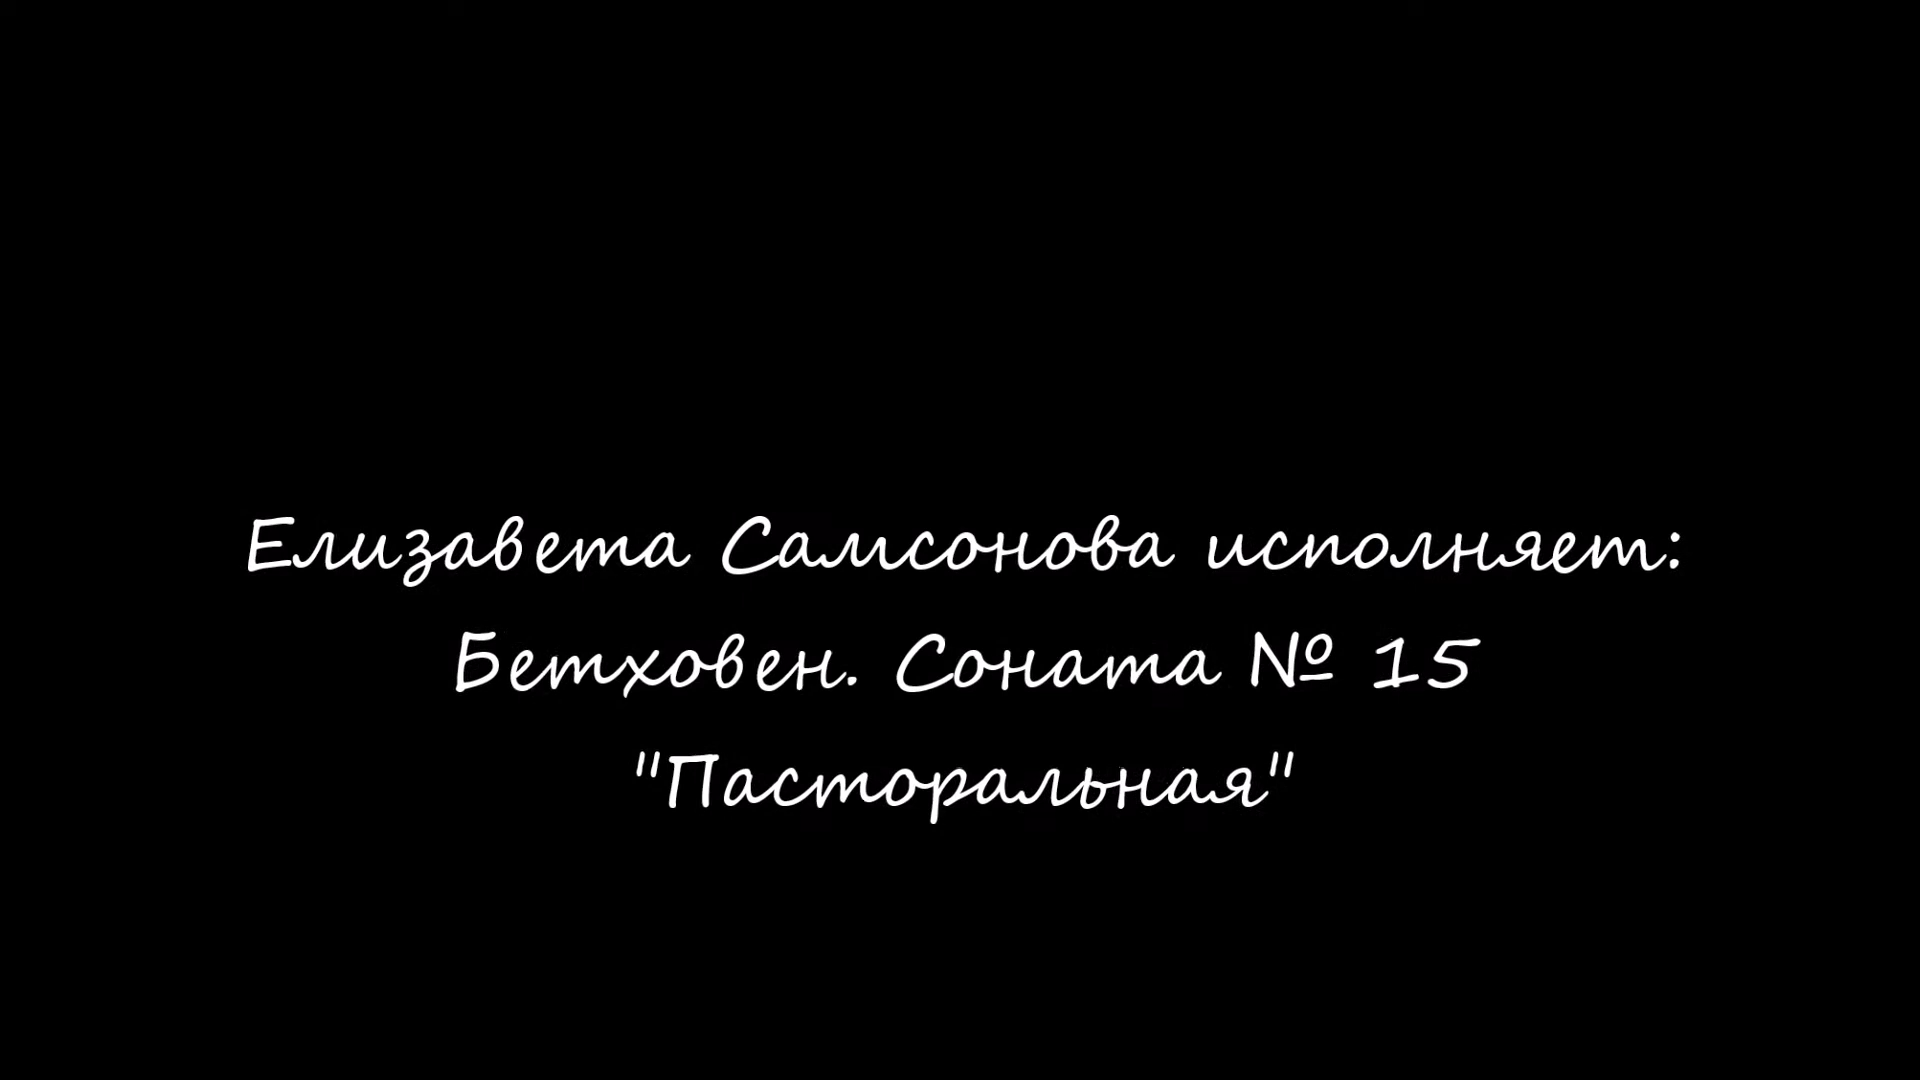 Елизавета Самсонова исполняет:
Бетховен. Соната № 15
"Пасторальная"